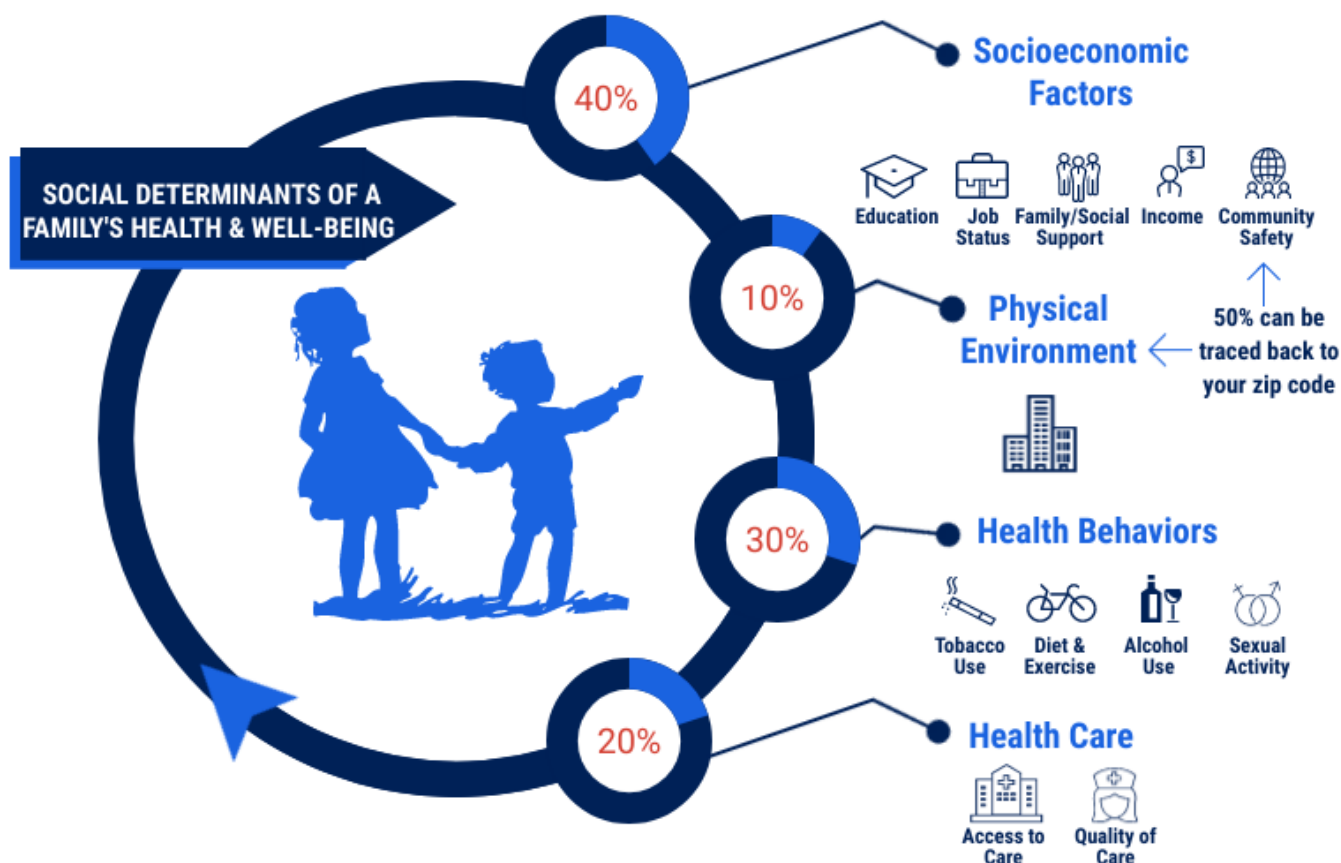 SOCIAL DETERMINANTS OF A
FAMILY'S HEALTH & WELL-BEING
40%
Socioeconomic
Factors
Education
Job
Status
Family/Social
Support
Income
$
Community
Safety
10%
Physical
Environment
50% can be
traced back to
your zip code
30%
Health Behaviors
Tobacco
Use
Diet &
Exercise
Alcohol
Use
Sexual
Activity
20%
Health Care
Access to
Care
Quality of
Care